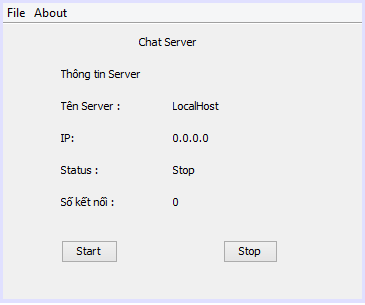 File About
Chat Server
Thông tin Server
Tên Server : LocalHost
IP: 0.0.0.0
Status : Stop
Số kết nối : 0
Start Stop